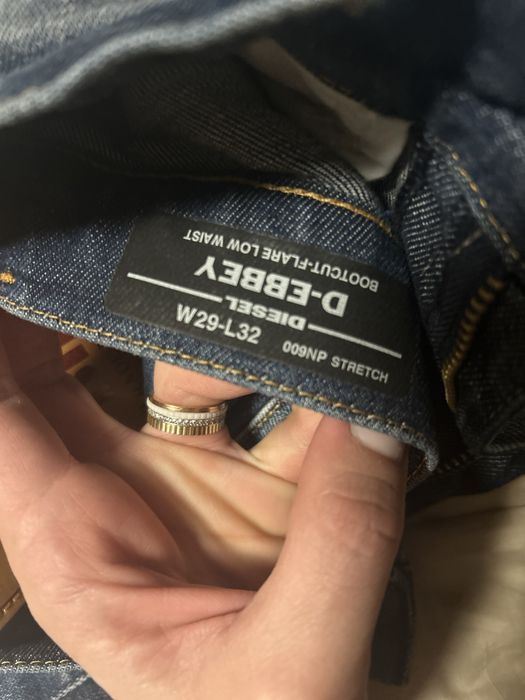 BOOTCUT-FLARE LOW WAIST
D-EBBEY
DIESEL
W29-L32
009NP STRETCH